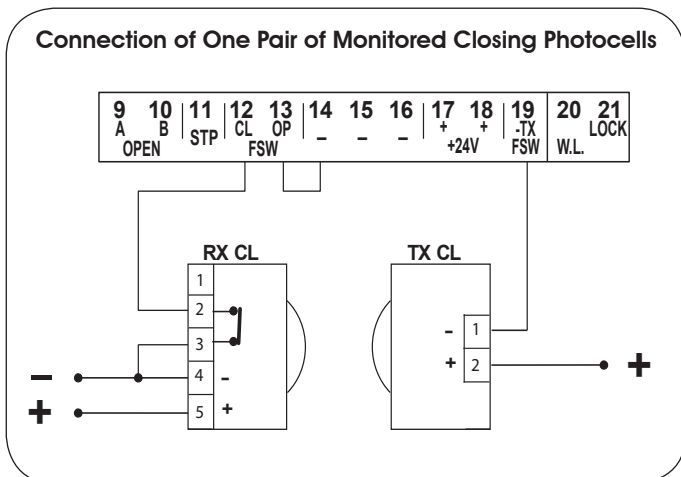 Connection of One Pair of Monitored Closing Photocells
9 10 11 12 13 14 15 16 17 18 19 20 21
A B STP CL OP – – – + + -TX LOCK
OPEN FSW +24V FSW W.L.
RX CL TX CL
1
2
3
4 -
5 +
- 1
+ 2
– +
+